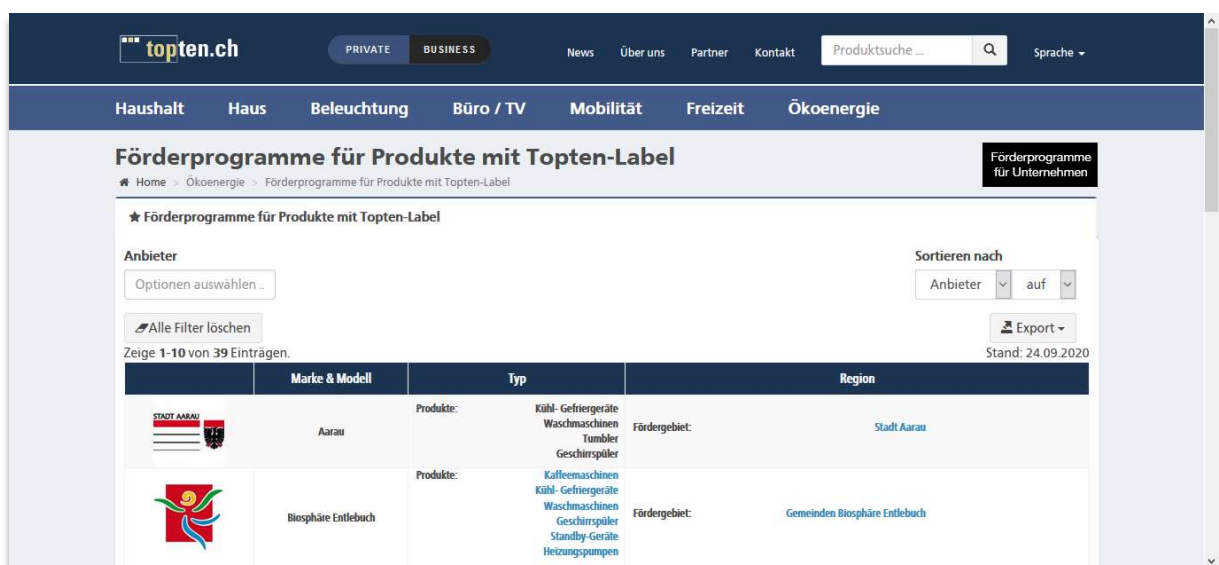 topten.ch
PRIVATE BUSINESS
News Über uns Partner Kontakt
Produktsuche ...
Sprache
Haushalt Haus Beleuchtung Büro / TV Mobilität Freizeit Ökoenergie
Förderprogramme für Produkte mit Topten-Label
Förderprogramme
für Unternehmen
Home > Ökoenergie > Förderprogramme für Produkte mit Topten-Label
Förderprogramme für Produkte mit Topten-Label
Anbieter
Optionen auswählen ..
Sortieren nach
Anbieter auf
Alle Filter löschen
Export
Zeige 1-10 von 39 Einträgen.
Stand: 24.09.2020
Marke & Modell Typ Region
STADT AARAU
Aarau
Produkte:
Kühl- Gefriergeräte
Waschmaschinen
Tumbler
Geschirrspüler
Fördergebiet: Stadt Aarau
Biosphäre Entlebuch
Produkte:
Kaffeemaschinen
Kühl- Gefriergeräte
Waschmaschinen
Geschirrspüler
Standby-Geräte
Heizungspumpen
Fördergebiet: Gemeinden Biosphäre Entlebuch